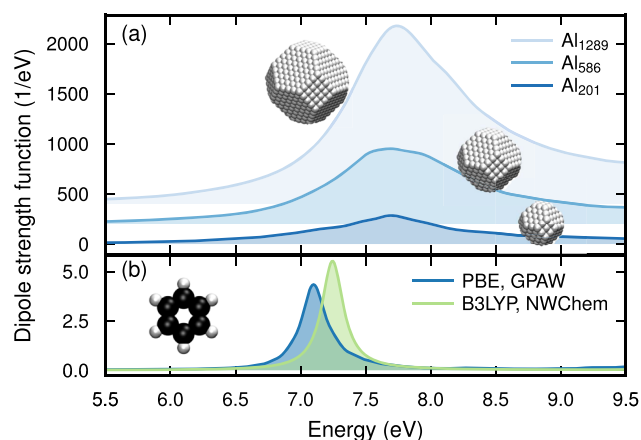 (a)
Al1289
Al586
Al201
2000
1500
1000
500
0
Dipole strength function (1/eV)
(b)
PBE, GPAW
B3LYP, NWChem
5.0
2.5
0.0
5.5 6.0 6.5 7.0 7.5 8.0 8.5 9.0 9.5
Energy (eV)